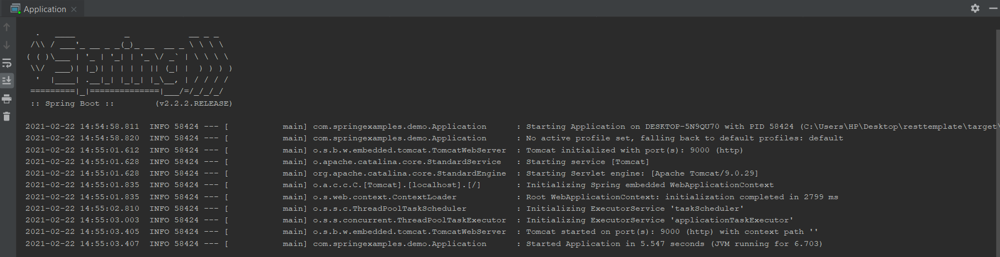 Application
  .   ____          _            __ _ _
 /\\ / ___'_ __ _ _(_)_ __  __ _ \ \ \ \
( ( )\___ | '_ | '_| | '_ \/ _` | \ \ \ \
 \\/  ___)| |_)| | | | | || (_| |  ) ) ) )
  '  |____| .__|_| |_|_| |_\__, | / / / /
 =========|_|==============|___/=/_/_/_/
 :: Spring Boot ::        (v2.2.2.RELEASE)
2021-02-22 14:54:58.811  INFO 58424 --- [           main] com.springexamples.demo.Application      : Starting Application on DESKTOP-5N9QU70 with PID 58424 (C:\Users\HP\Desktop\resttemplate\target\
2021-02-22 14:54:58.820  INFO 58424 --- [           main] com.springexamples.demo.Application      : No active profile set, falling back to default profiles: default
2021-02-22 14:55:01.612  INFO 58424 --- [           main] o.s.b.w.embedded.tomcat.TomcatWebServer  : Tomcat initialized with port(s): 9000 (http)
2021-02-22 14:55:01.628  INFO 58424 --- [           main] o.apache.catalina.core.StandardService   : Starting service [Tomcat]
2021-02-22 14:55:01.628  INFO 58424 --- [           main] org.apache.catalina.core.StandardEngine  : Starting Servlet engine: [Apache Tomcat/9.0.29]
2021-02-22 14:55:01.835  INFO 58424 --- [           main] o.a.c.c.C.[Tomcat].[localhost].[/]       : Initializing Spring embedded WebApplicationContext
2021-02-22 14:55:01.835  INFO 58424 --- [           main] o.s.web.context.ContextLoader            : Root WebApplicationContext: initialization completed in 2799 ms
2021-02-22 14:55:02.810  INFO 58424 --- [           main] o.s.s.c.ThreadPoolTaskScheduler          : Initializing ExecutorService 'taskScheduler'
2021-02-22 14:55:03.003  INFO 58424 --- [           main] o.s.s.concurrent.ThreadPoolTaskExecutor  : Initializing ExecutorService 'applicationTaskExecutor'
2021-02-22 14:55:03.405  INFO 58424 --- [           main] o.s.b.w.embedded.tomcat.TomcatWebServer  : Tomcat started on port(s): 9000 (http) with context path ''
2021-02-22 14:55:03.407  INFO 58424 --- [           main] com.springexamples.demo.Application      : Started Application in 5.547 seconds (JVM running for 6.703)